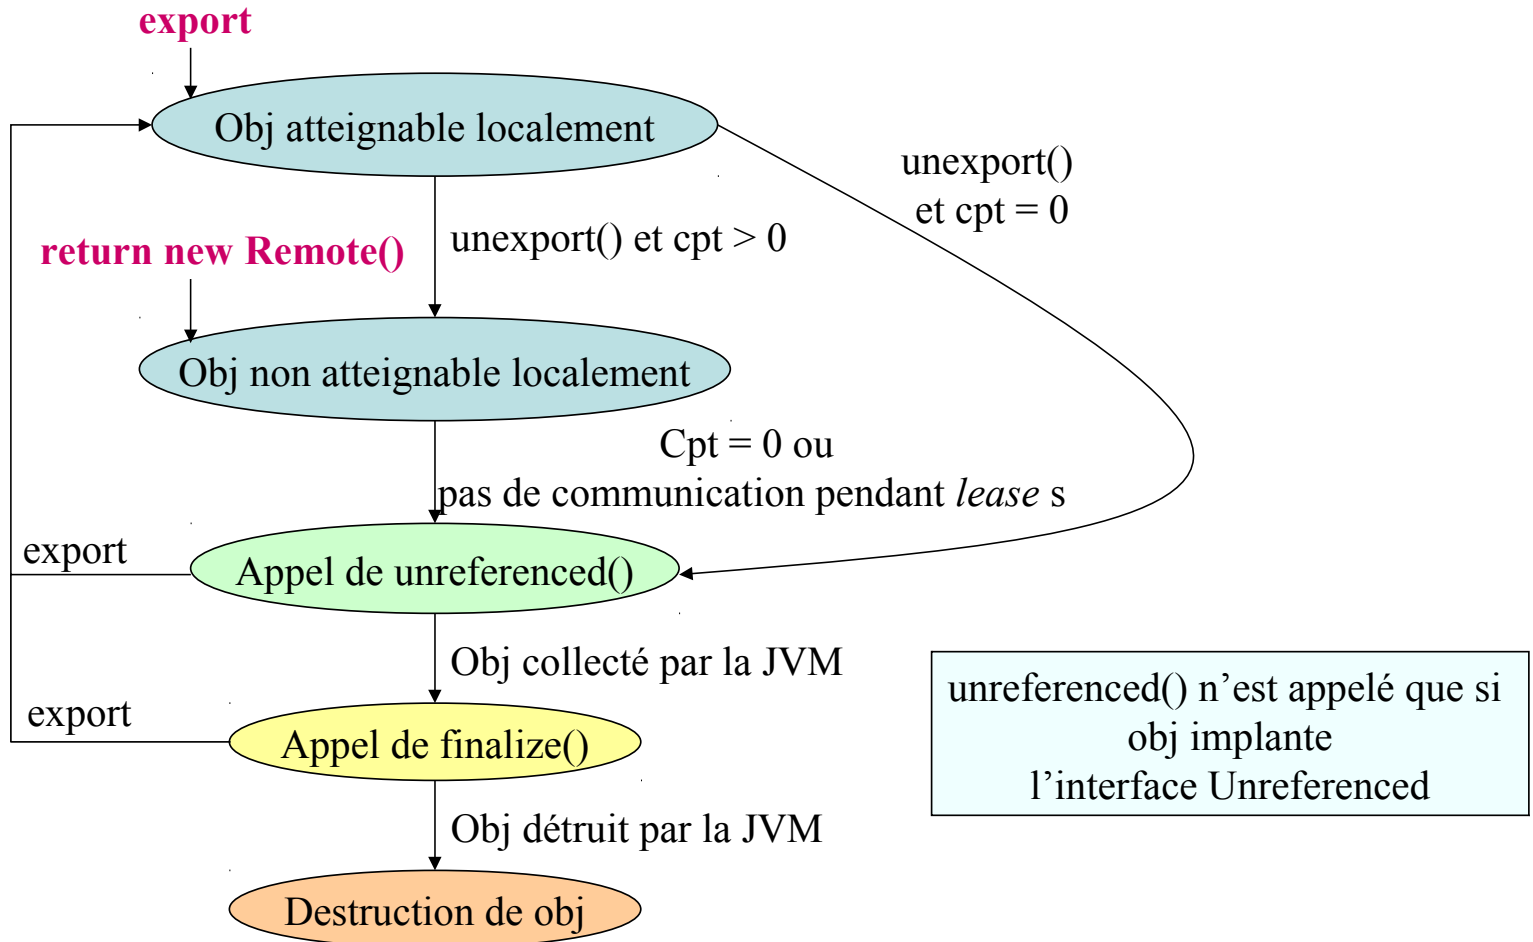 export
Obj atteignable localement
unexport()
et cpt = 0
unexport() et cpt > 0
return new Remote()
Obj non atteignable localement
Cpt = 0 ou
pas de communication pendant lease s
export
Appel de unreferenced()
Obj collecté par la JVM
unreferenced() n’est appelé que si
obj implante
l’interface Unreferenced
export
Appel de finalize()
Obj détruit par la JVM
Destruction de obj